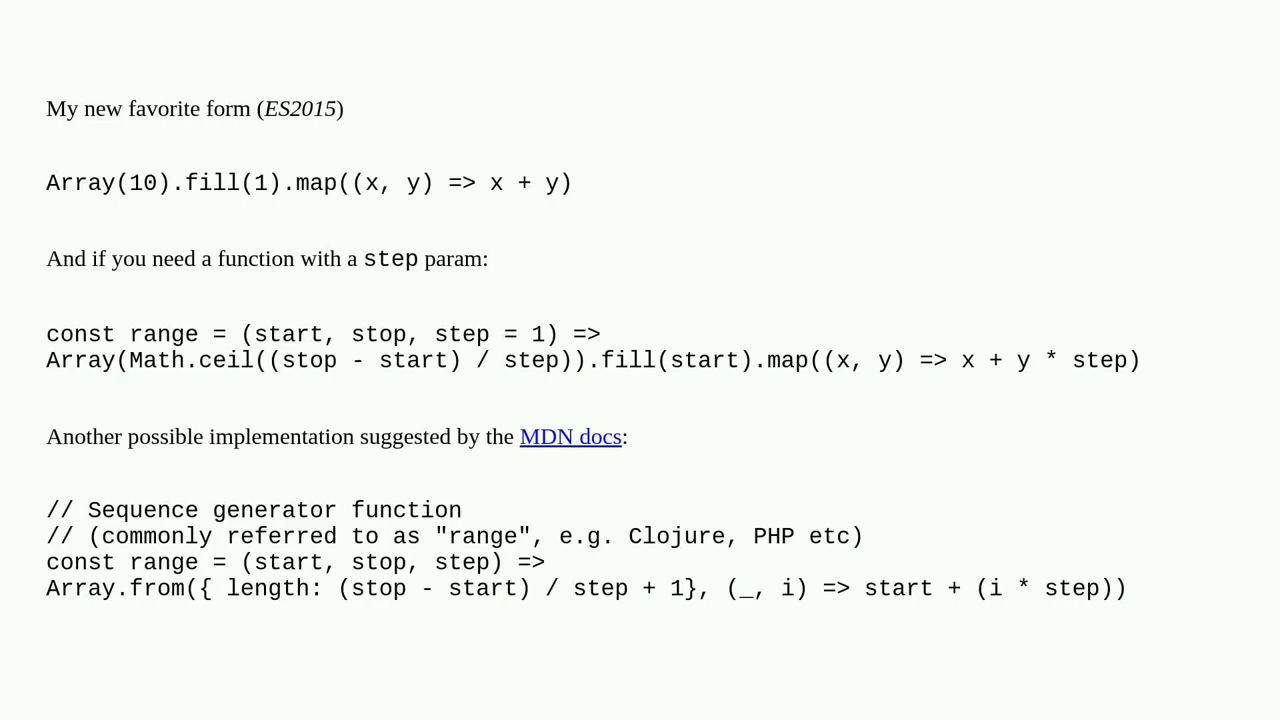 My new favorite form (ES2015)
Array(10).fill(1).map((x, y) => x + y)
And if you need a function with a step param:
const range = (start, stop, step = 1) =>
Array(Math.ceil((stop - start) / step)).fill(start).map((x, y) => x + y * step)
Another possible implementation suggested by the MDN docs:
// Sequence generator function
// (commonly referred to as "range", e.g. Clojure, PHP etc)
const range = (start, stop, step) =>
Array.from({ length: (stop - start) / step + 1}, (_, i) => start + (i * step))